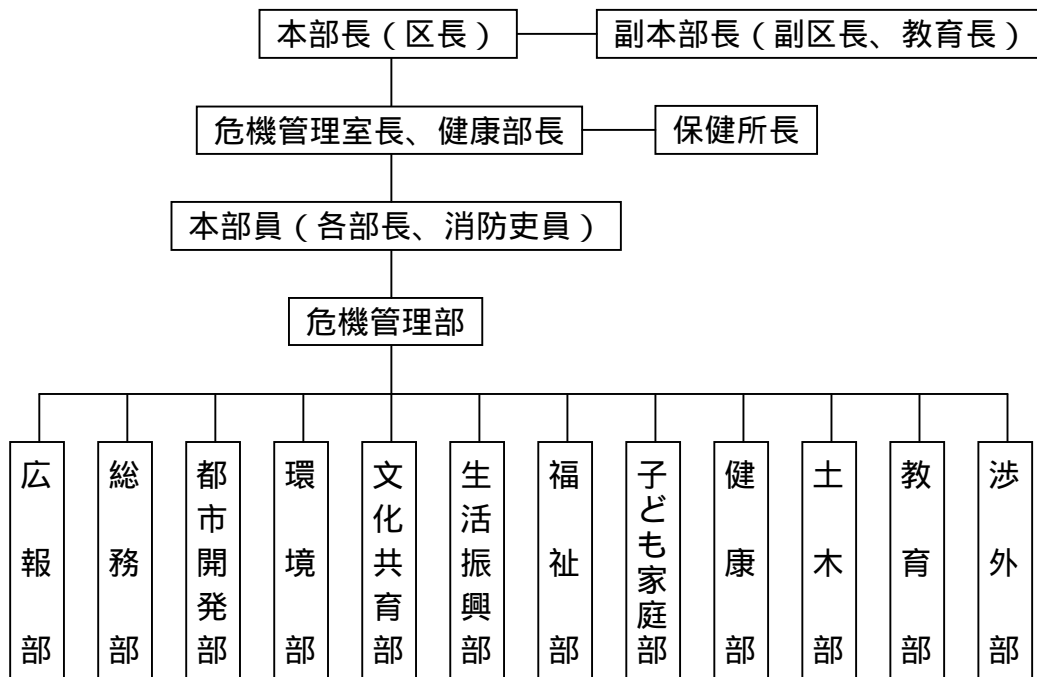 本部長（区長）
副本部長（副区長、教育長）
危機管理室長、健康部長
保健所長
本部員（各部長、消防吏員）
危機管理部
広報部
総務部
都市開発部
環境部
文化共育部
生活振興部
福祉部
子ども家庭部
健康部
土木部
教育部
渉外部